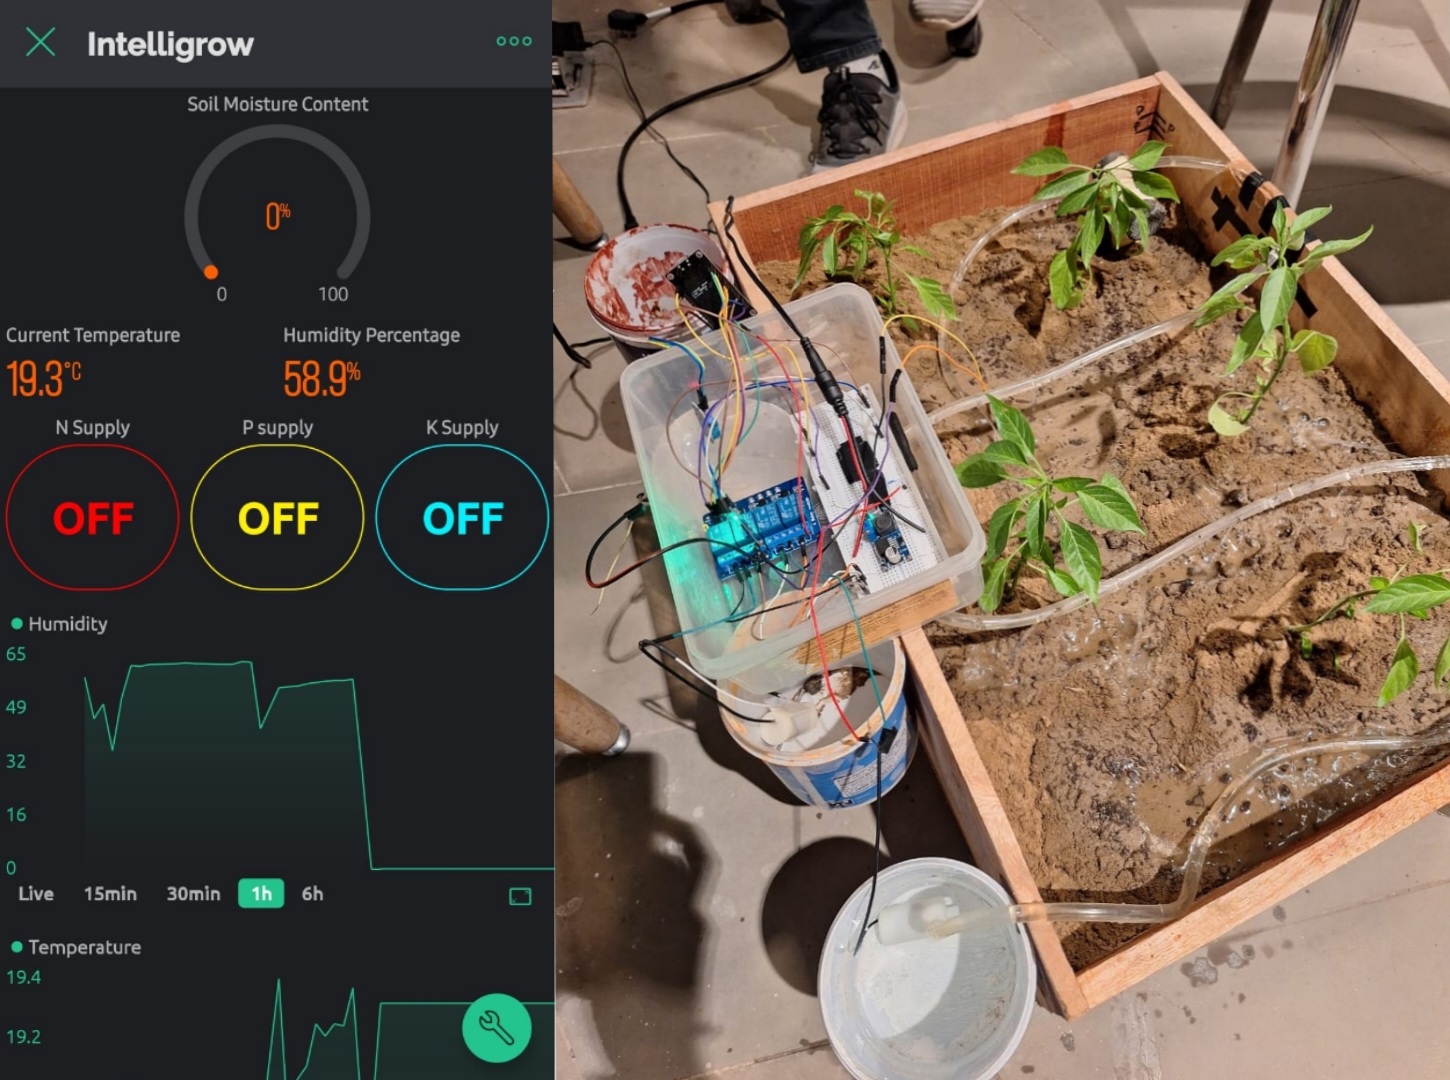 Intelligrow
Soil Moisture Content
0%
0 100
Current Temperature Humidity Percentage
19.3°C 58.9%
N Supply P supply K Supply
OFF OFF OFF
Humidity
65
49
32
16
0
Live 15min 30min 1h 6h
Temperature
19.4
19.2